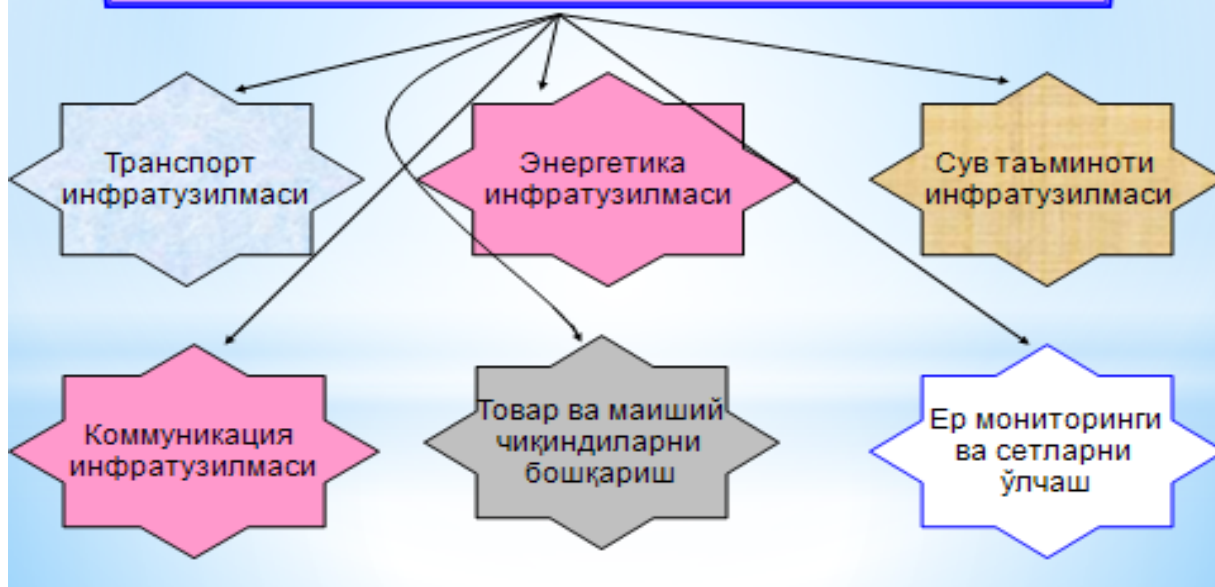 Транспорт
инфратузилмаси
Энергетика
инфратузилмаси
Сув таъминоти
инфратузилмаси
Коммуникация
инфратузилмаси
Товар ва маиший
чиқиндиларни
бошқариш
Ер мониторинги
ва сетларни
ўлчаш